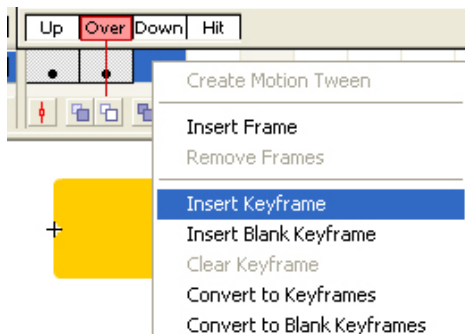 Up Over Down Hit
Create Motion Tween
Insert Frame
Remove Frames
Insert Keyframe
Insert Blank Keyframe
Clear Keyframe
Convert to Keyframes
Convert to Blank Keyframes